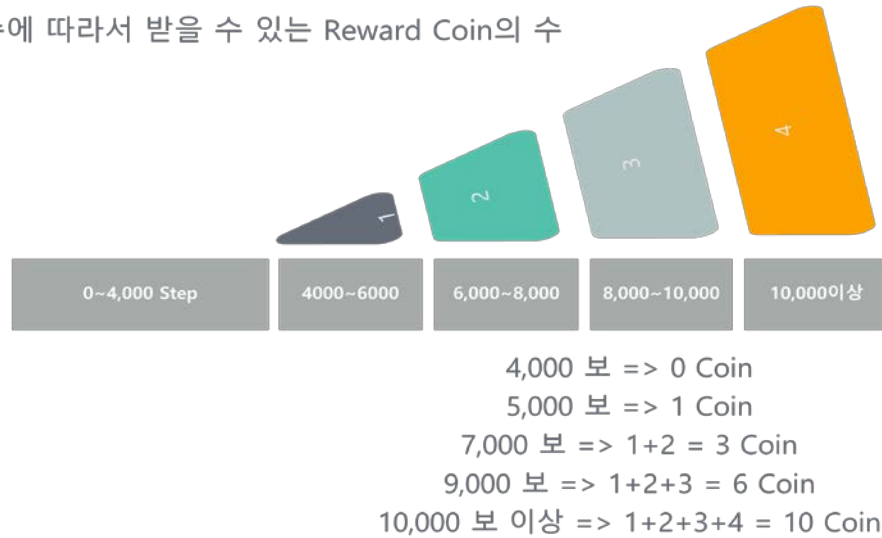 에 따라서 받을 수 있는 Reward Coin의 수
1
2
3
4
0~4,000 Step
4000~6000
6,000~8,000
8,000~10,000
10,000이상
4,000 보 => 0 Coin
5,000 보 => 1 Coin
7,000 보 => 1+2 = 3 Coin
9,000 보 => 1+2+3 = 6 Coin
10,000 보 이상 => 1+2+3+4 = 10 Coin